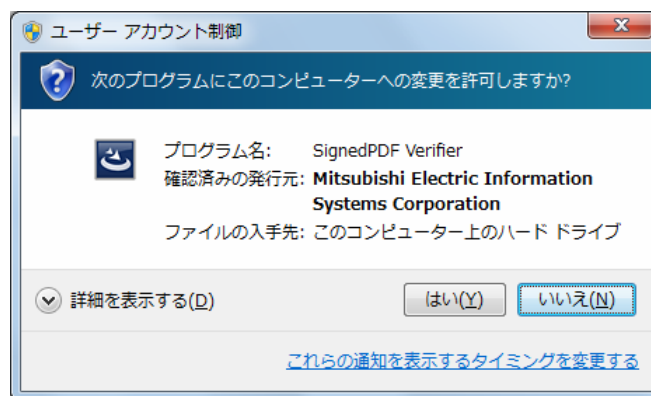 ユーザー アカウント制御
次のプログラムにこのコンピューターへの変更を許可しますか?
プログラム名: SignedPDF Verifier
確認済みの発行元: Mitsubishi Electric Information
Systems Corporation
ファイルの入手先: このコンピューター上のハード ドライブ
詳細を表示する(D) はい(Y) いいえ(N)
これらの通知を表示するタイミングを変更する